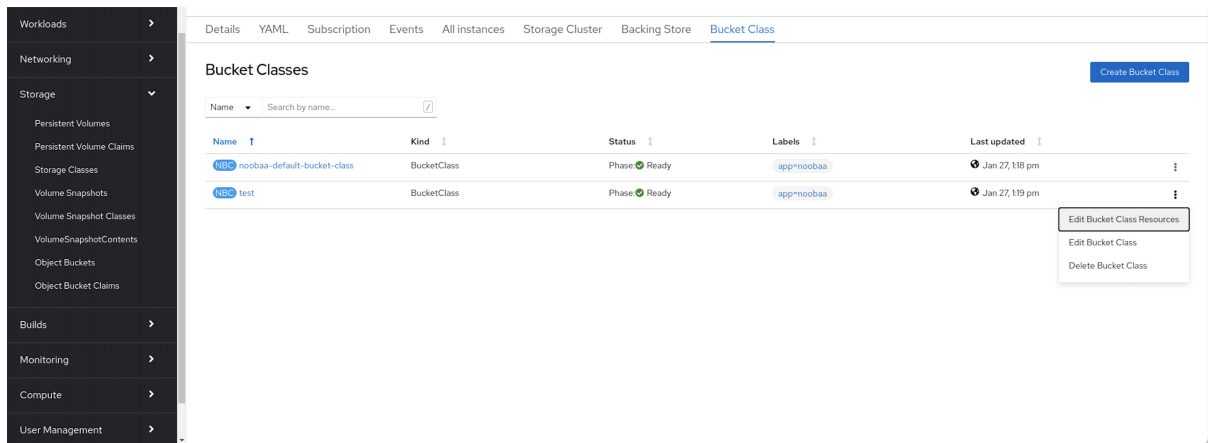 Workloads
Networking
Storage
Persistent Volumes
Persistent Volume Claims
Storage Classes
Volume Snapshots
Volume Snapshot Classes
VolumeSnapshotContents
Object Buckets
Object Bucket Claims
Builds
Monitoring
Compute
User Management
Details YAML Subscription Events All instances Storage Cluster Backing Store Bucket Class
Bucket Classes
Create Bucket Class
Name Search by name... /
Name Kind Status Labels Last updated
NBC noobaa-default-bucket-class BucketClass Phase: Ready app=noobaa Jan 27, 1:18 pm
NBC test BucketClass Phase: Ready app=noobaa Jan 27, 1:19 pm
Edit Bucket Class Resources
Edit Bucket Class
Delete Bucket Class